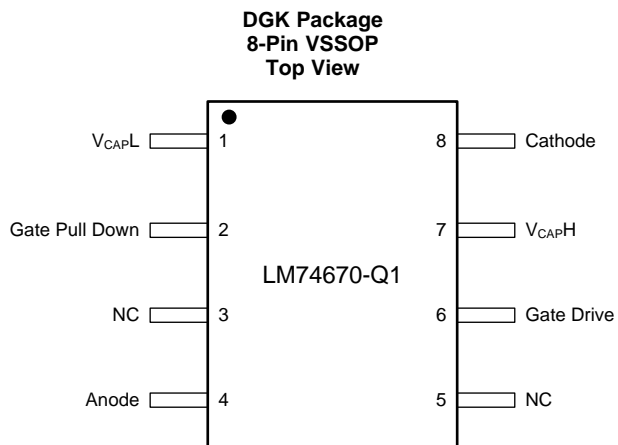 DGK Package
8-Pin VSSOP
Top View
VCAPL 1 8 Cathode
Gate Pull Down 2 7 VCAPH
LM74670-Q1
NC 3 6 Gate Drive
Anode 4 5 NC